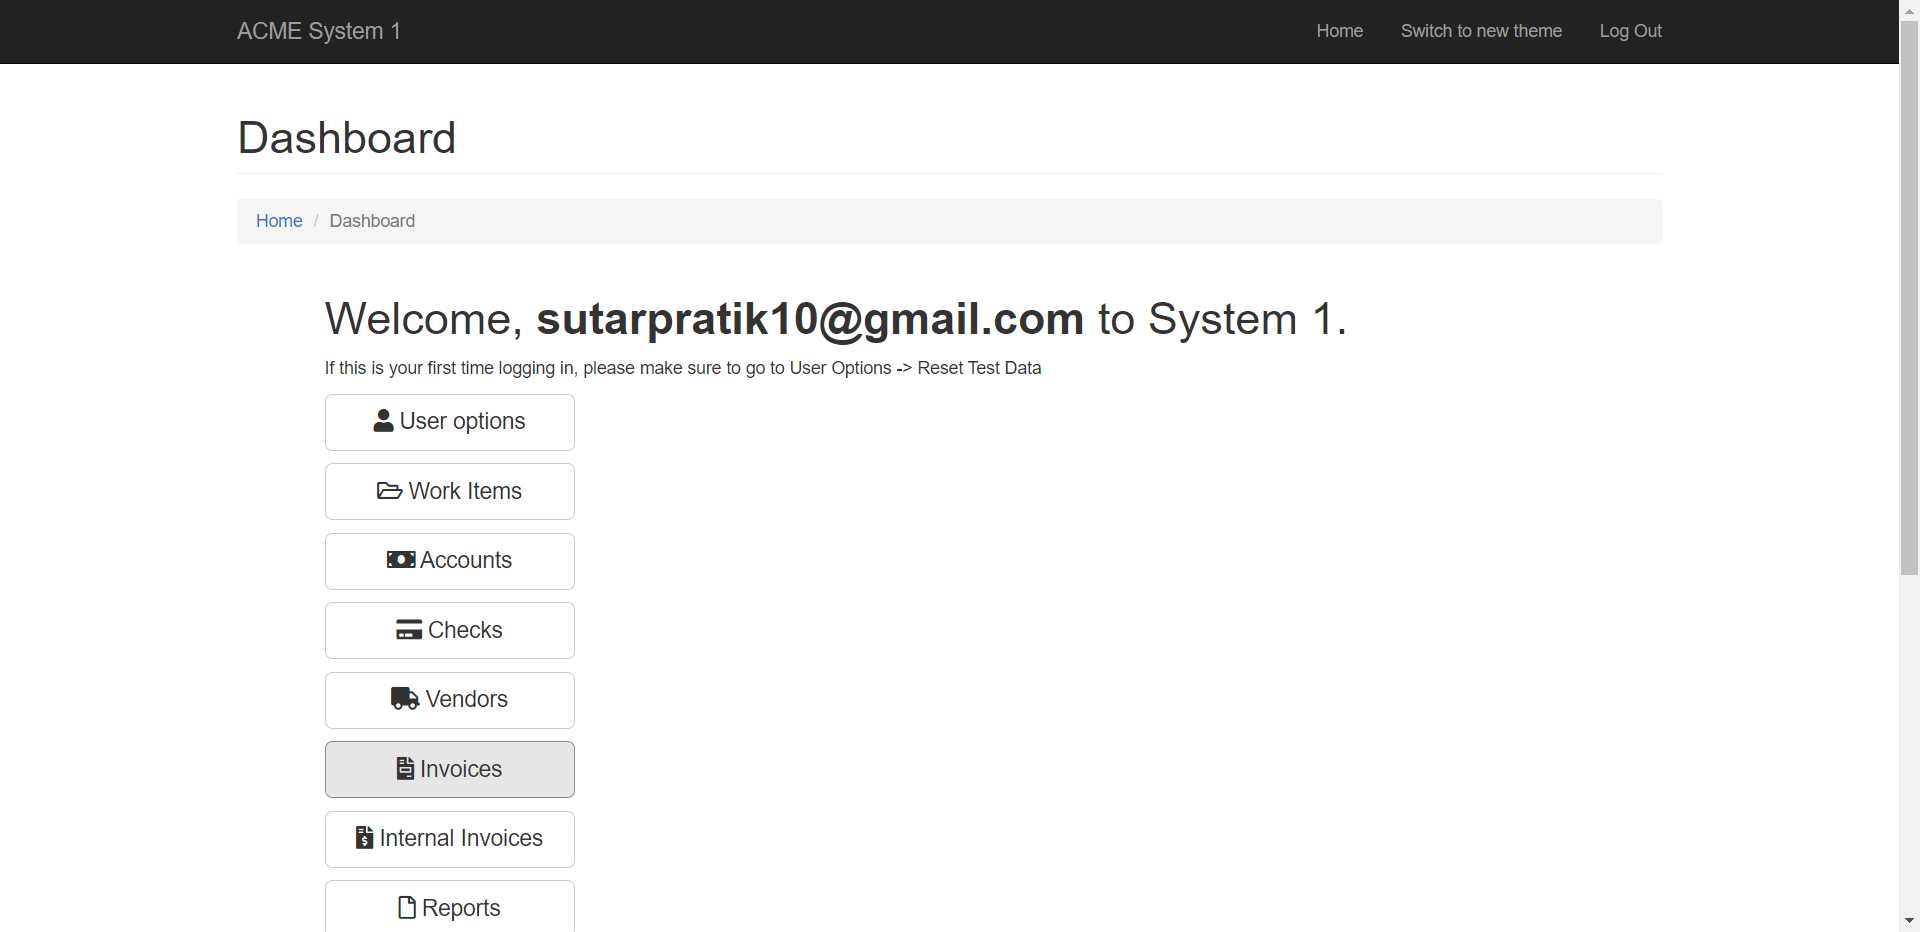 ACME System 1
Home
Switch to new theme
Log Out
Dashboard
Home / Dashboard
Welcome, sutarpratik10@gmail.com to System 1.
If this is your first time logging in, please make sure to go to User Options -> Reset Test Data
User options
Work Items
Accounts
Checks
Vendors
Invoices
Internal Invoices
Reports